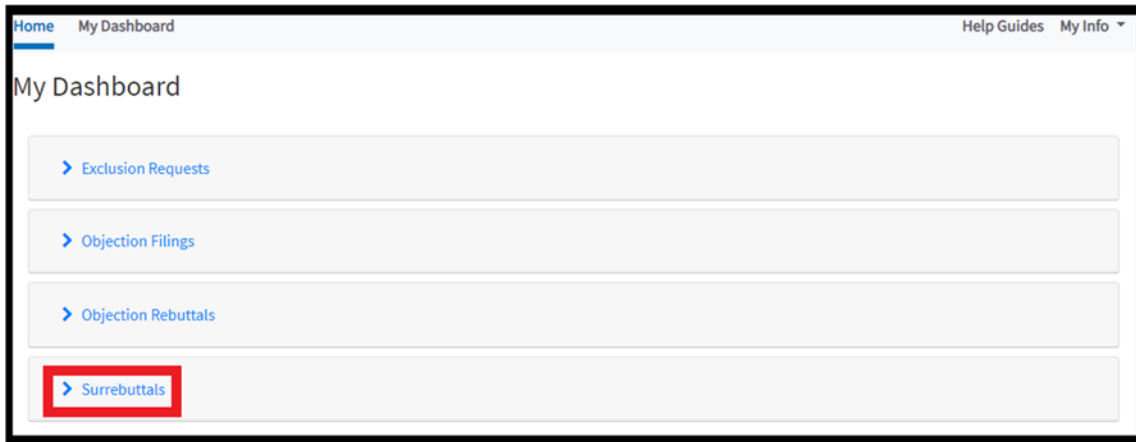 Home My Dashboard Help Guides My Info
My Dashboard
Exclusion Requests
Objection Filings
Objection Rebuttals
Surrebuttals